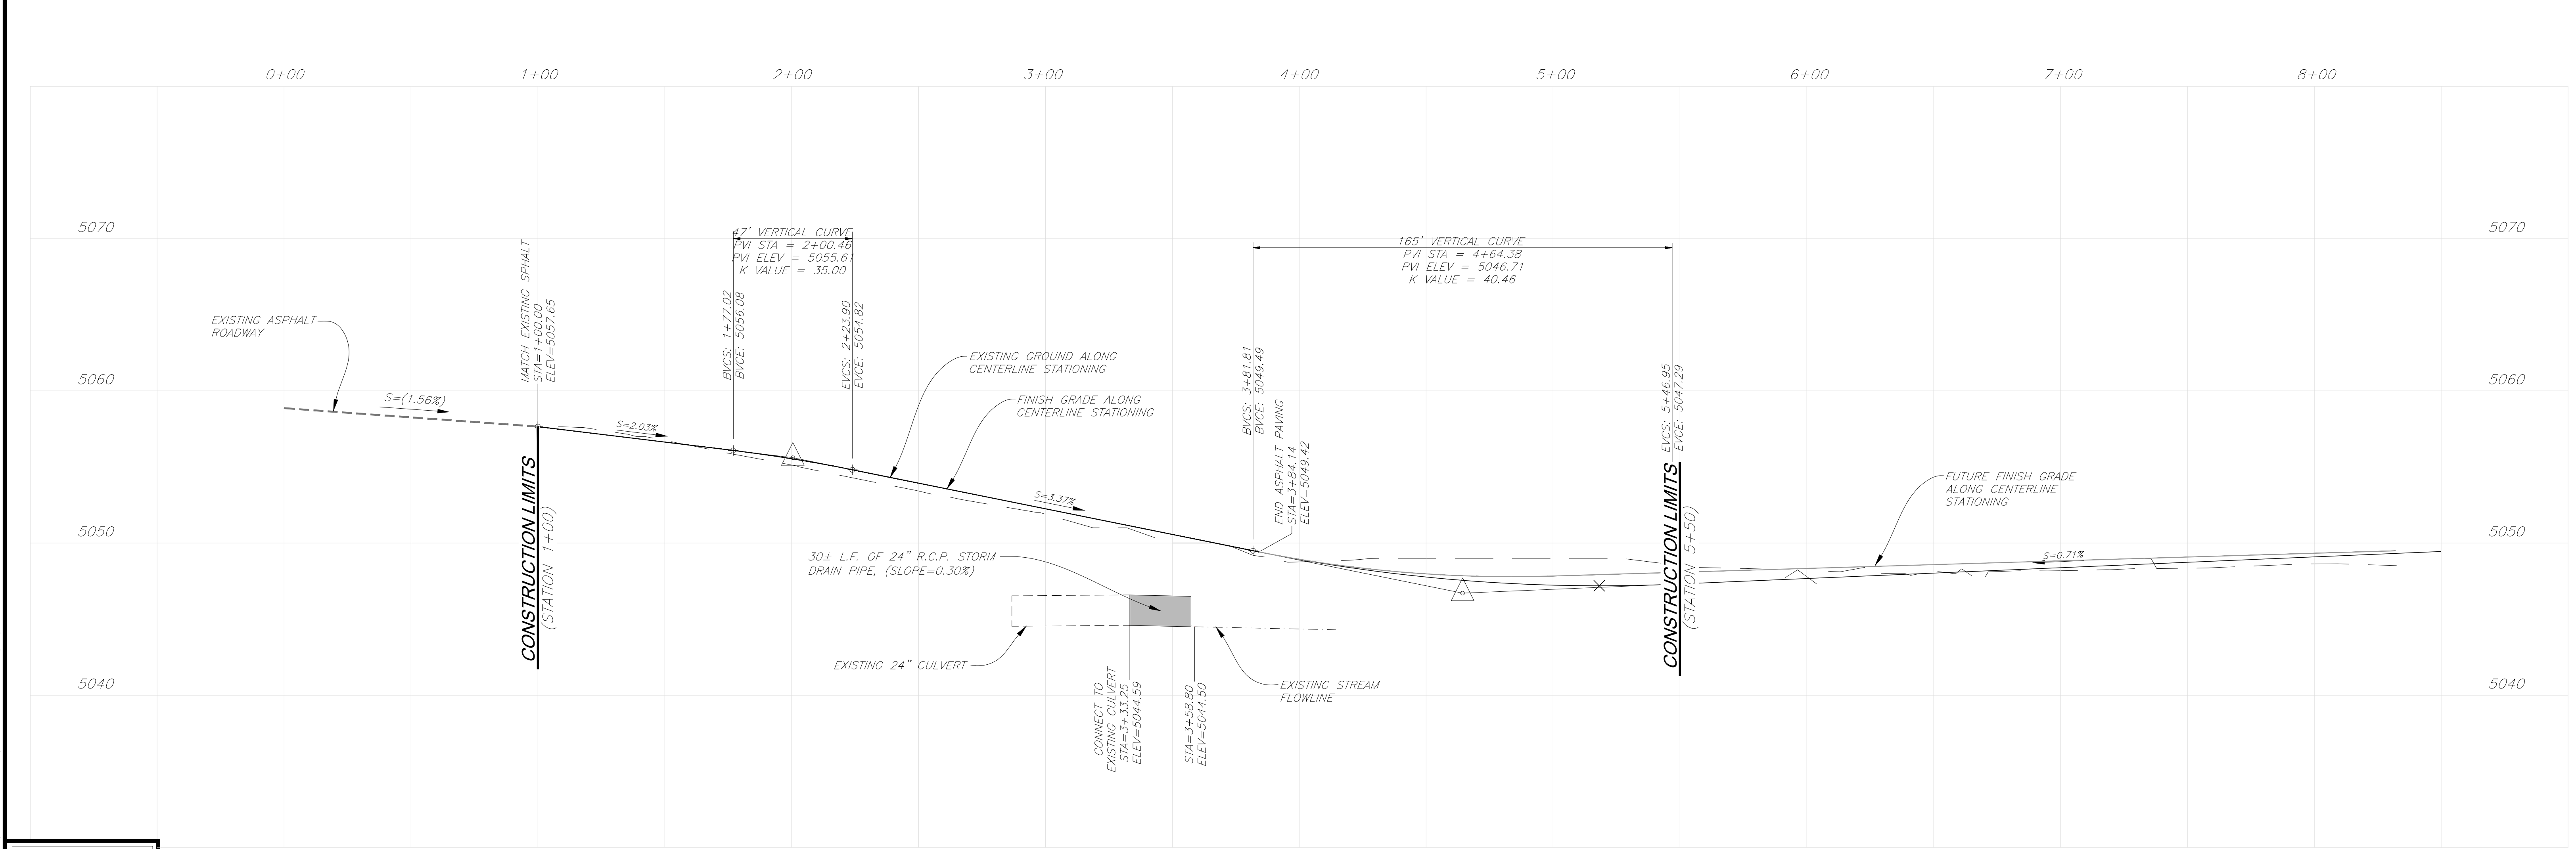 0+00 1+00 2+00 3+00 4+00 5+00 6+00 7+00 8+00
5070
5070
47' VERTICAL CURVE
PVI STA = 2+00.46
PVI ELEV = 5055.61
K VALUE = 35.00
165' VERTICAL CURVE
PVI STA = 4+64.38
PVI ELEV = 5046.71
K VALUE = 40.46
MATCH EXISTING SPHALT
STA=1+00.00
ELEV=5057.65
BVCS: 1+77.02
BVCE: 5056.08
EVCS: 2+23.90
EVCE: 5054.82
BVCS: 3+81.81
BVCE: 5049.49
END ASPHALT PAVING
STA=3+84.14
ELEV=5049.42
EVCS: 5+46.95
EVCE: 5047.29
EXISTING ASPHALT
ROADWAY
EXISTING GROUND ALONG
CENTERLINE STATIONING
5060
5060
S=(1.56%)
FINISH GRADE ALONG
CENTERLINE STATIONING
S=2.03%
CONSTRUCTION LIMITS
(STATION 1+00)
S=3.37%
CONSTRUCTION LIMITS
(STATION 5+50)
FUTURE FINISH GRADE
ALONG CENTERLINE
STATIONING
5050
5050
S=0.71%
30± L.F. OF 24" R.C.P. STORM
DRAIN PIPE, (SLOPE=0.30%)
EXISTING 24" CULVERT
EXISTING STREAM
FLOWLINE
5040
5040
CONNECT TO
EXISTING CULVERT
STA=3+33.25
ELEV=5044.59
STA=3+58.80
ELEV=5044.50